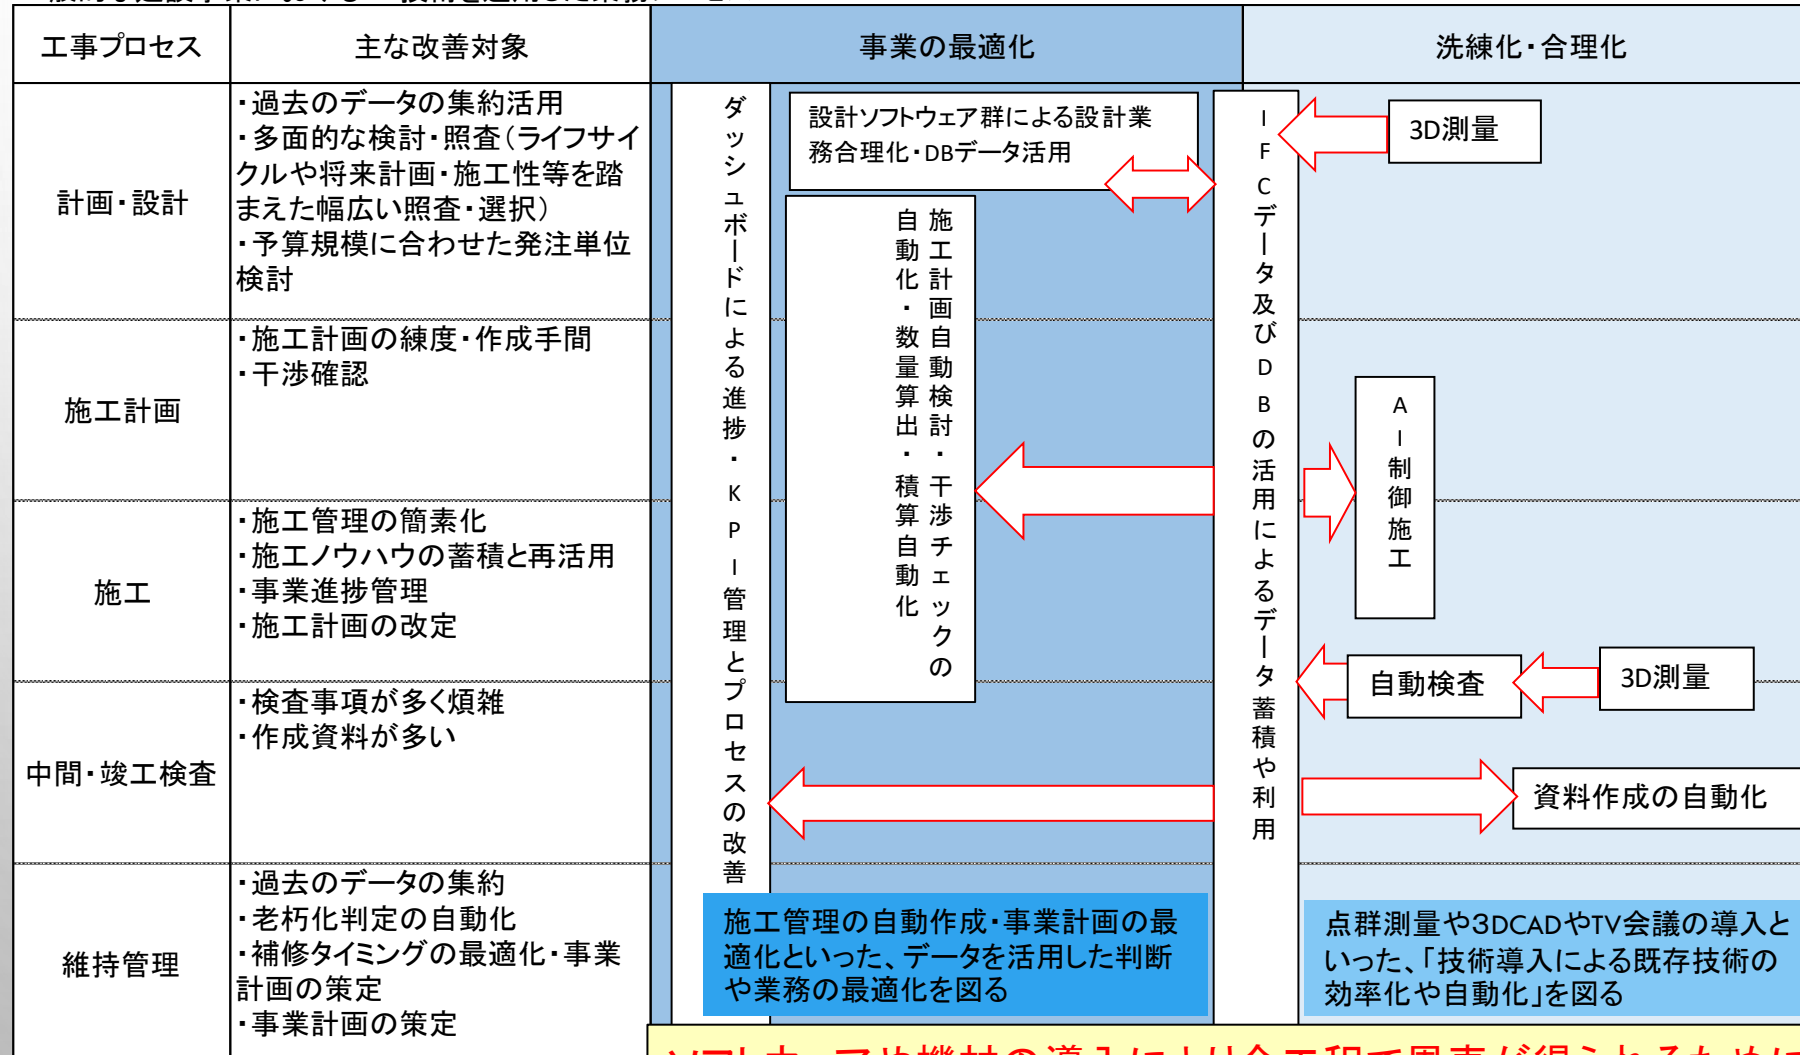 工事プロセス
主な改善対象
事業の最適化
洗練化・合理化
計画・設計
・過去のデータの集約活用
・多面的な検討・照査（ライフサイ
クルや将来計画・施工性等を踏
まえた幅広い照査・選択）
・予算規模に合わせた発注単位
検討
施工計画
・施工計画の練度・作成手間
・干渉確認
施工
・施工管理の簡素化
・施工ノウハウの蓄積と再活用
・事業進捗管理
・施工計画の改定
中間・竣工検査
・検査事項が多く煩雑
・作成資料が多い
維持管理
・過去のデータの集約
・老朽化判定の自動化
・補修タイミングの最適化・事業
計画の策定
・事業計画の策定
ダッシュボードによる進捗・KPI管理とプロセスの改善
設計ソフトウェア群による設計業
務合理化・DBデータ活用
施工計画自動検討・干渉チェックの
自動化・数量算出・積算自動化
IFCデータ及びDBの活用によるデータ蓄積や利用
3D測量
AI制御施工
自動検査
3D測量
資料作成の自動化
施工管理の自動作成・事業計画の最
適化といった、データを活用した判断
や業務の最適化を図る
点群測量や3DCADやTV会議の導入と
いった、「技術導入による既存技術の
効率化や自動化」を図る